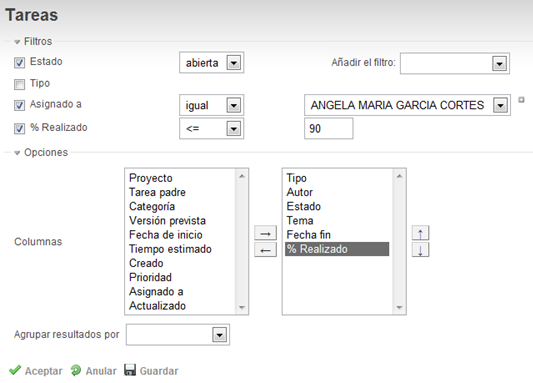 Tareas
Filtros
Estado abierta Añadir el filtro:
Tipo
Asignado a igual ANGELA MARIA GARCIA CORTES
% Realizado <= 90
Opciones
Columnas
Proyecto
Tarea padre
Categoría
Versión prevista
Fecha de inicio
Tiempo estimado
Creado
Prioridad
Asignado a
Actualizado
→
←
Tipo
Autor
Estado
Tema
Fecha fin
% Realizado
↑
↓
Agrupar resultados por
Aceptar Anular Guardar